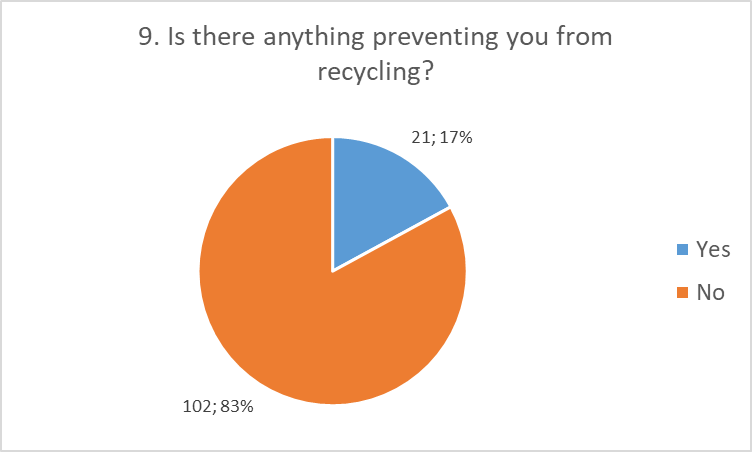 9. Is there anything preventing you from
recycling?
21; 17%
Yes
No
102; 83%